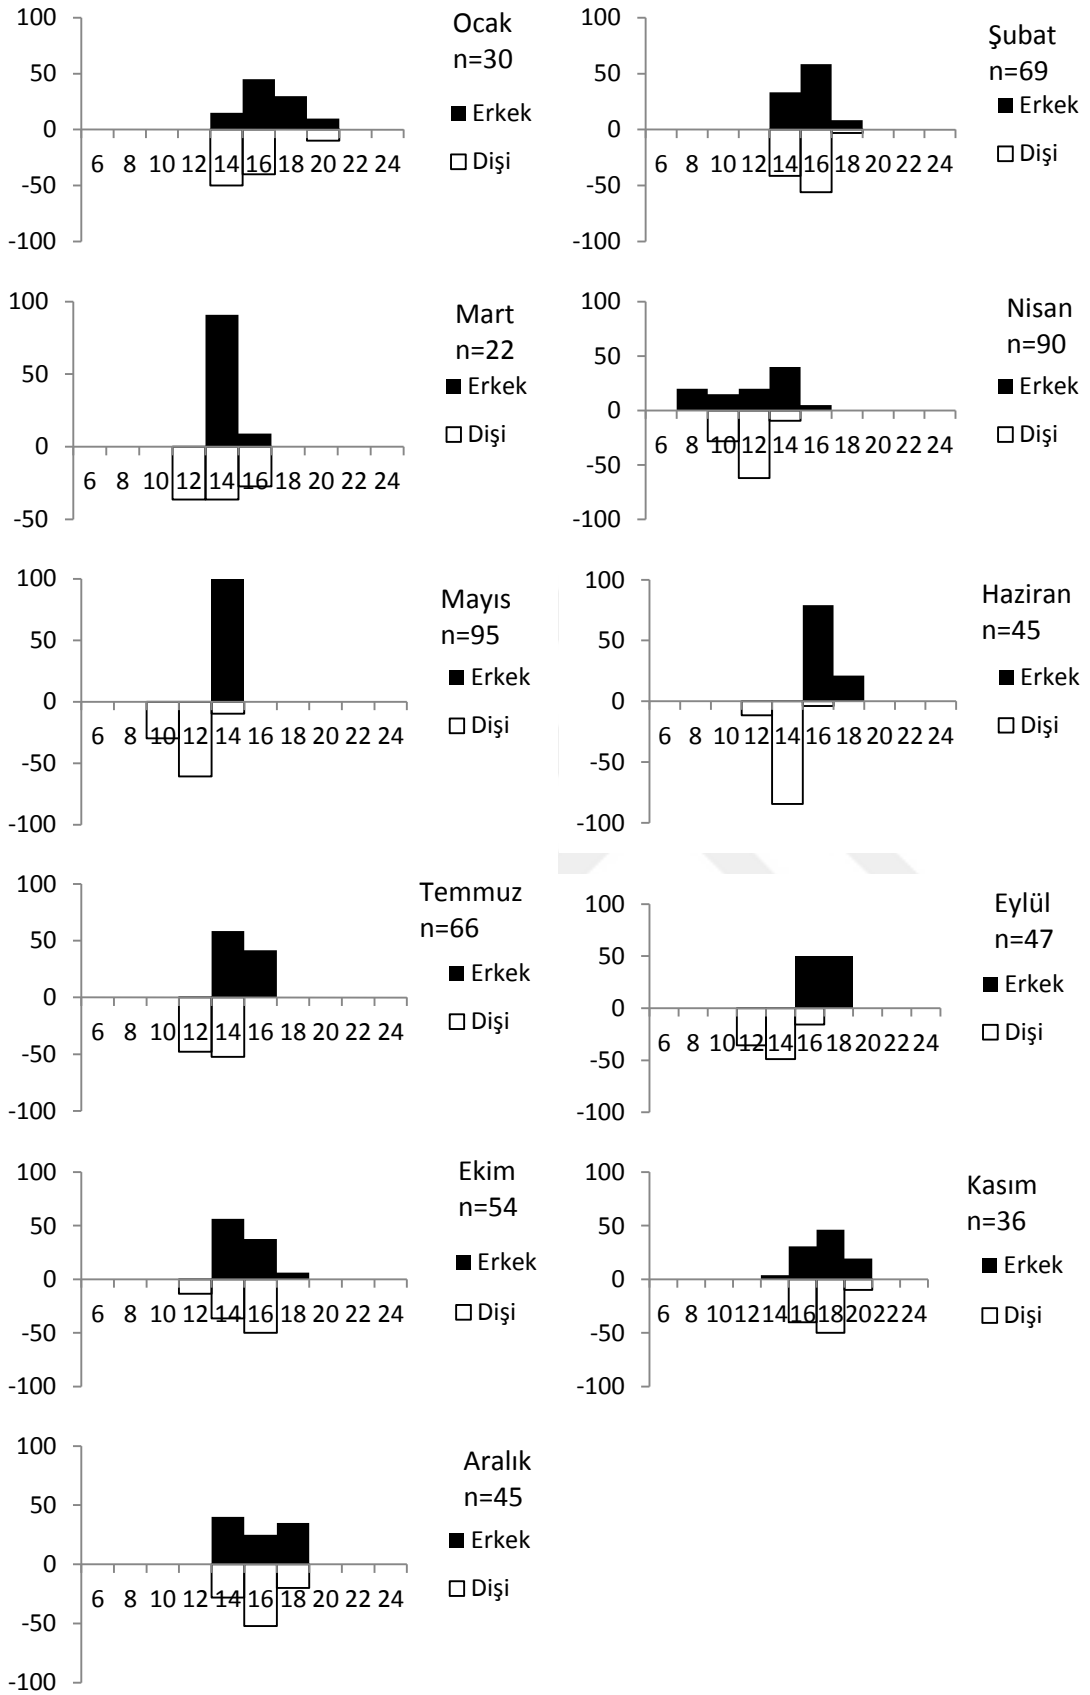 100
50
0
-50
-100
6 8 10 12 14 16 18 20 22 24
Ocak
n=30
Erkek
Dişi
100
50
0
-50
-100
6 8 10 12 14 16 18 20 22 24
Şubat
n=69
Erkek
Dişi
100
50
0
-50
6 8 10 12 14 16 18 20 22 24
Mart
n=22
Erkek
Dişi
100
50
0
-50
-100
6 8 10 12 14 16 18 20 22 24
Nisan
n=90
Erkek
Dişi
100
50
0
-50
-100
6 8 10 12 14 16 18 20 22 24
Mayıs
n=95
Erkek
Dişi
100
50
0
-50
-100
6 8 10 12 14 16 18 20 22 24
Haziran
n=45
Erkek
Dişi
100
50
0
-50
-100
6 8 10 12 14 16 18 20 22 24
Temmuz
n=66
Erkek
Dişi
100
50
0
-50
-100
6 8 10 12 14 16 18 20 22 24
Eylül
n=47
Erkek
Dişi
100
50
0
-50
-100
6 8 10 12 14 16 18 20 22 24
Ekim
n=54
Erkek
Dişi
100
50
0
-50
-100
6 8 10 12 14 16 18 20 22 24
Kasım
n=36
Erkek
Dişi
100
50
0
-50
-100
6 8 10 12 14 16 18 20 22 24
Aralık
n=45
Erkek
Dişi